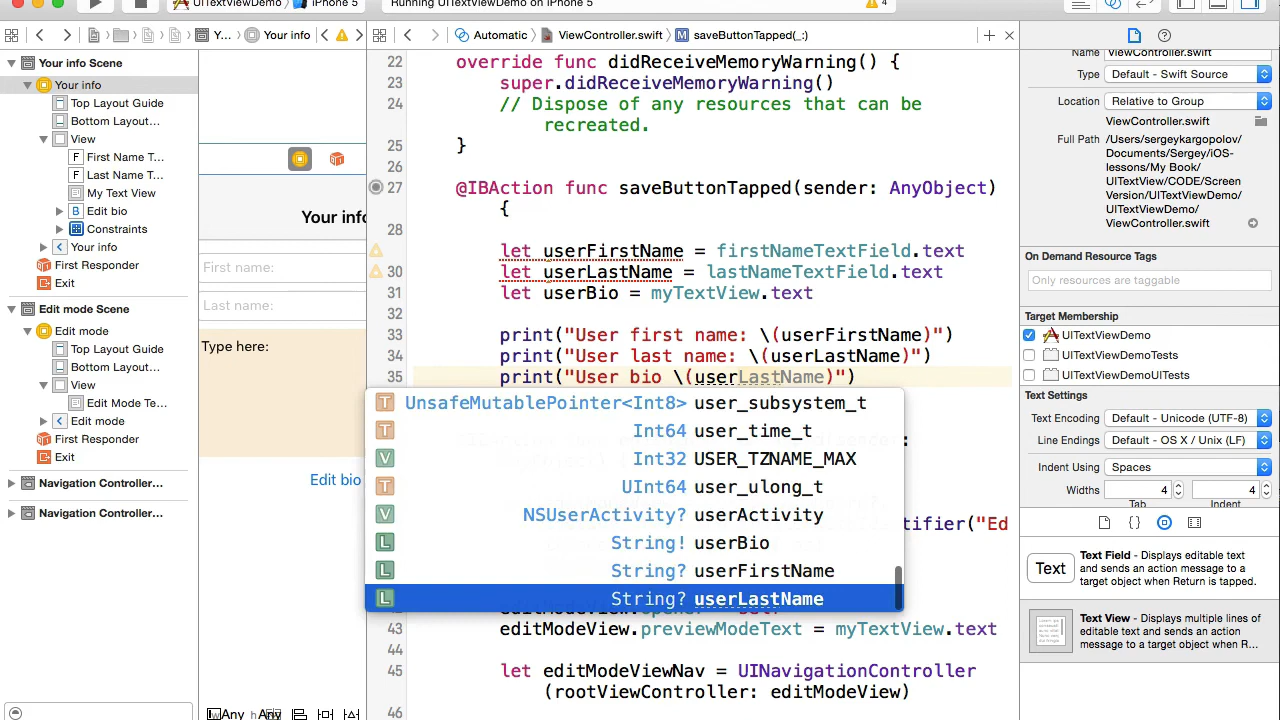 UITextViewDemo
iPhone 5
Running UITextViewDemo on iPhone 5
4
Y...
Your info
Automatic
ViewController.swift
M
saveButtonTapped(_:)
Your info Scene
Your info
Top Layout Guide
Bottom Layout...
View
F First Name T...
F Last Name T...
My Text View
B Edit bio
Constraints
Your info
First Responder
Exit
Edit mode Scene
Edit mode
Top Layout Guide
Bottom Layout...
View
Edit Mode Te...
Edit mode
First Responder
Exit
Navigation Controller...
Navigation Controller...
Your info
First name:
Last name:
Type here:
Edit bio
Any
Any
22 override func didReceiveMemoryWarning() {
23 super.didReceiveMemoryWarning()
24 // Dispose of any resources that can be
recreated.
25 }
26
27 @IBAction func saveButtonTapped(sender: AnyObject)
{
28
let userFirstName = firstNameTextField.text
30 let userLastName = lastNameTextField.text
31 let userBio = myTextView.text
32
33 print("User first name: \(userFirstName)")
34 print("User last name: \(userLastName)")
35 print("User bio \(userLastName)")
T UnsafeMutablePointer<Int8> user_subsystem_t
T Int64 user_time_t
V Int32 USER_TZNAME_MAX
T UInt64 user_ulong_t
V NSUserActivity? userActivity
L String! userBio
L String? userFirstName
L String? userLastName
43 editModeView.previewModeText = myTextView.text
45 let editModeViewNav = UINavigationController
(rootViewController: editModeView)
46
Name ViewController.swift
Type Default - Swift Source
Location Relative to Group
ViewController.swift
Full Path /Users/sergeykargopolov/
Documents/Sergey/iOS-
lessons/My Book/
UITextView/CODE/Screen
Version/UITextViewDemo/
UITextViewDemo/
ViewController.swift
On Demand Resource Tags
Only resources are taggable
Target Membership
UITextViewDemo
UITextViewDemoTests
UITextViewDemoUITests
Text Settings
Text Encoding Default - Unicode (UTF-8)
Line Endings Default - OS X / Unix (LF)
Indent Using Spaces
Widths 4 4
Tab Indent
Text
Text Field - Displays editable text
and sends an action message to a
target object when Return is tapped.
Text View - Displays multiple lines of
editable text and sends an action
message to a target object when R...